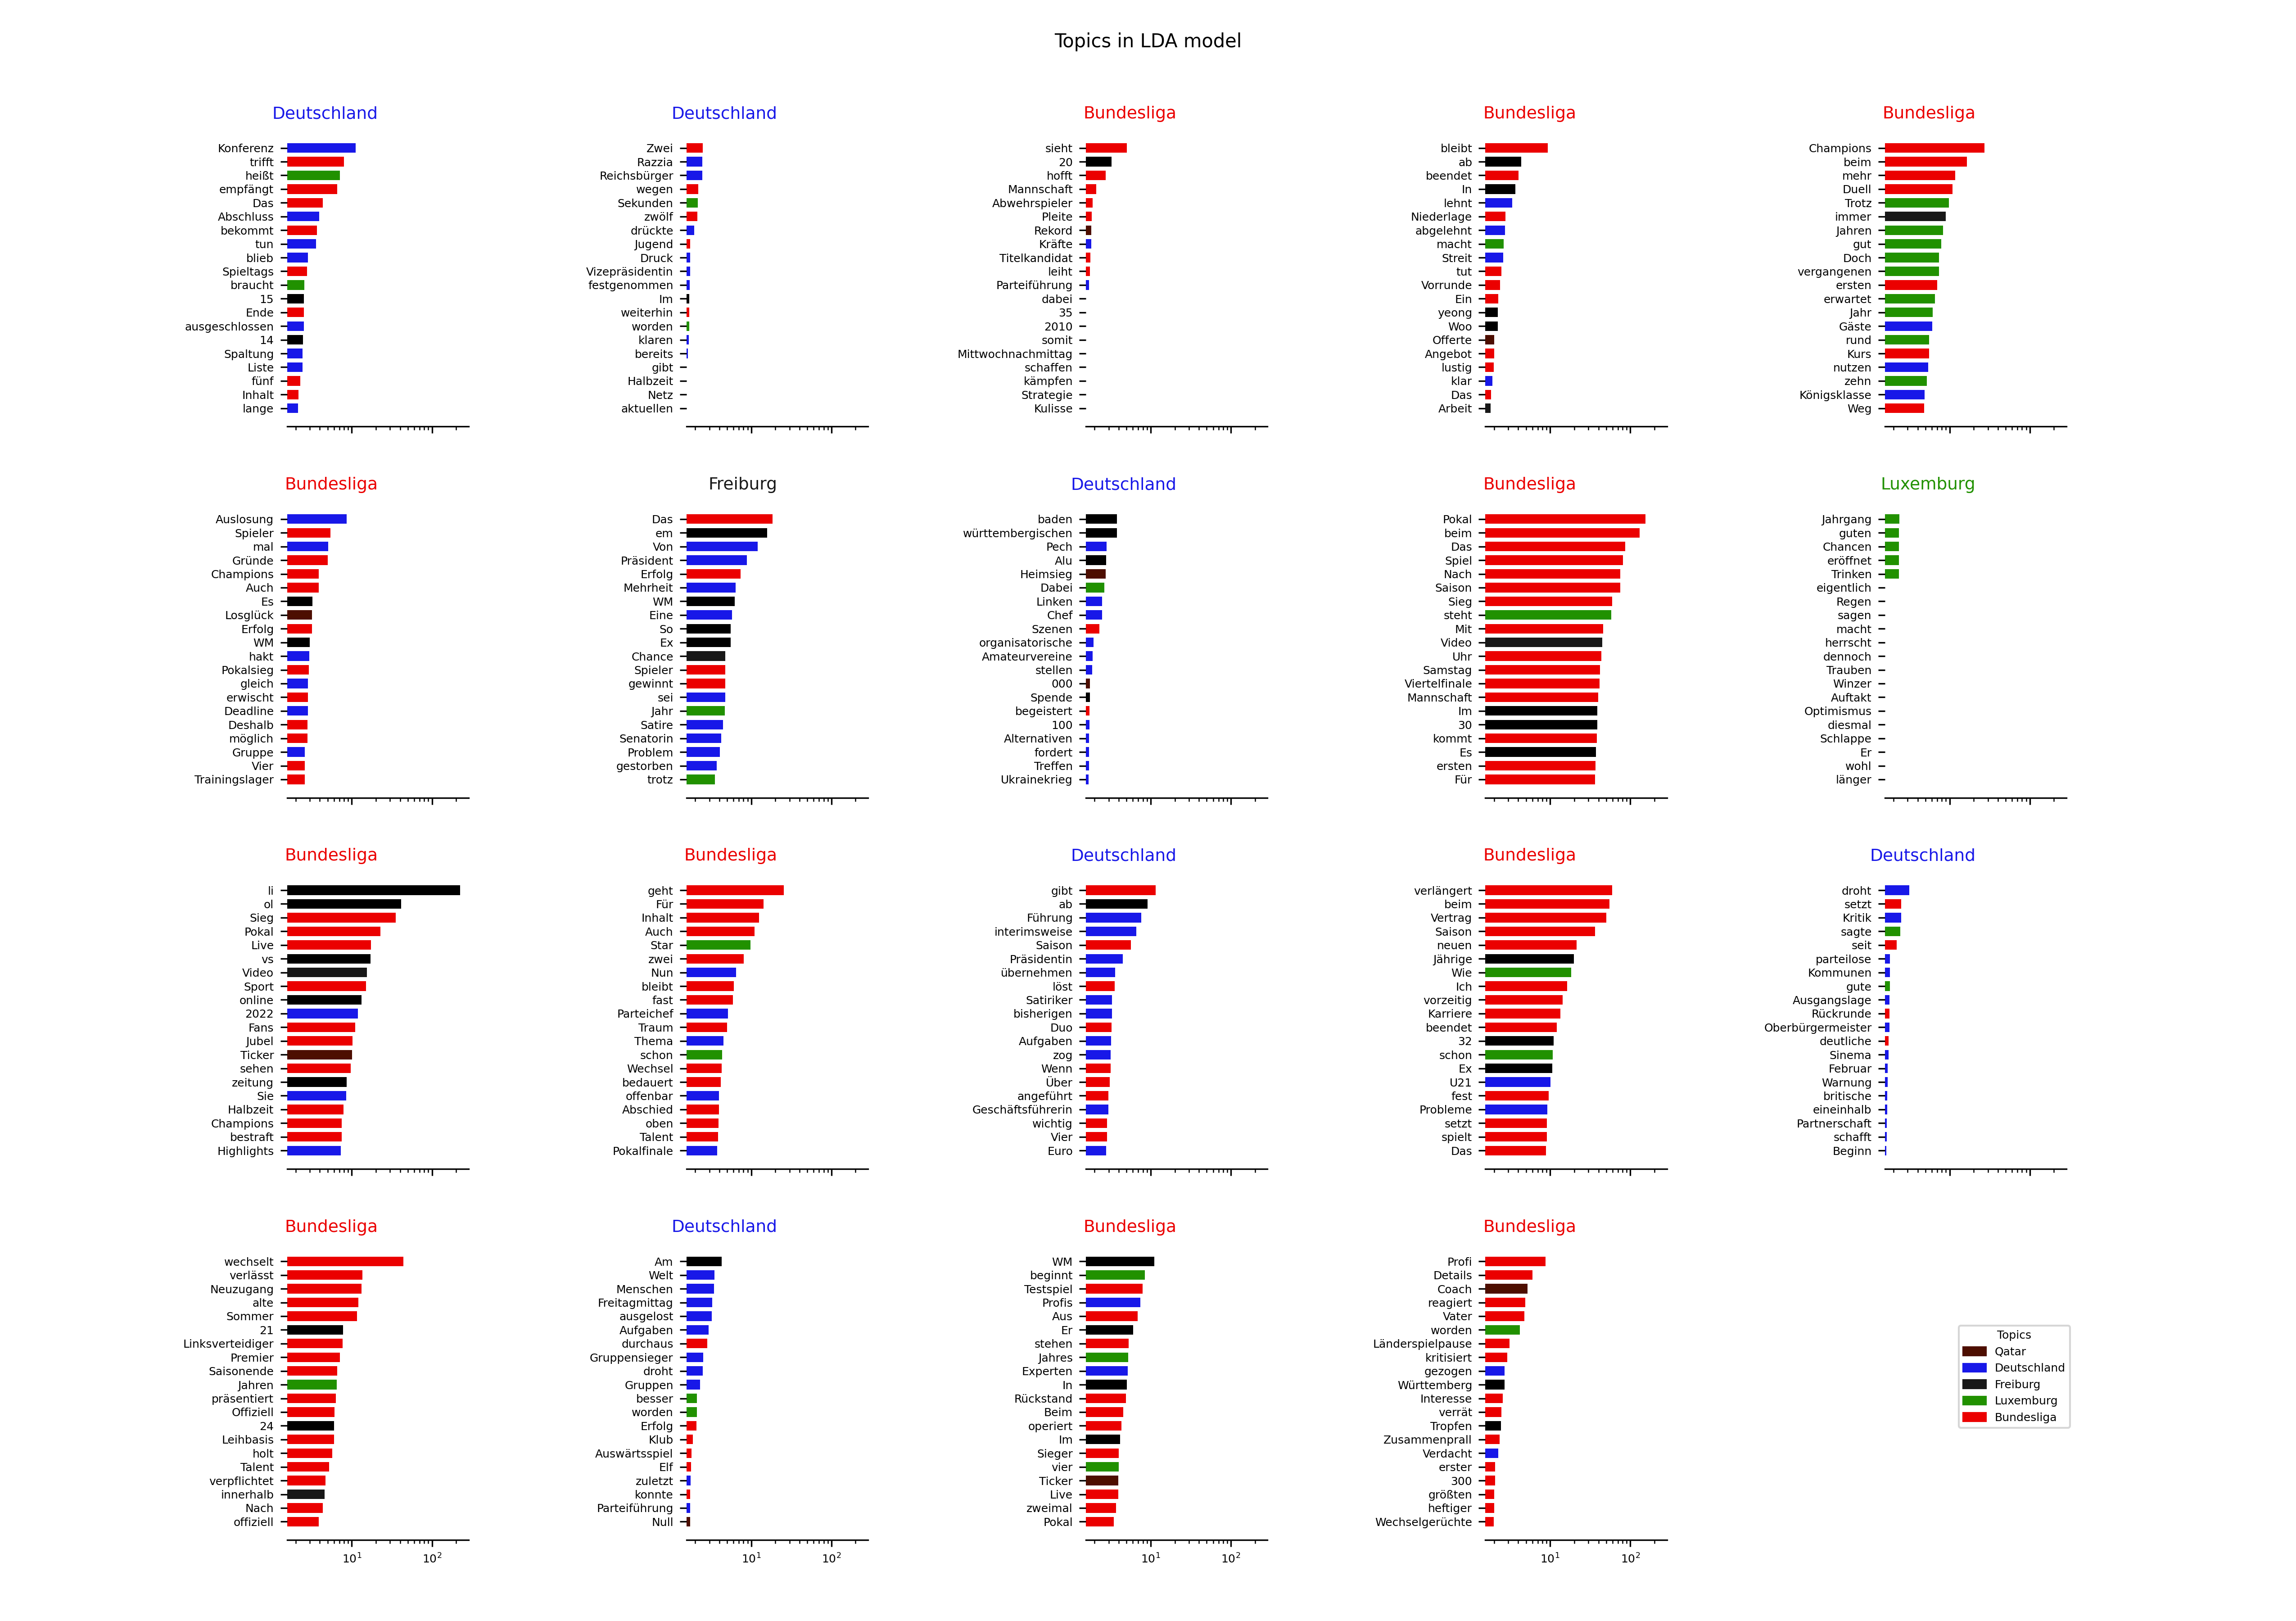 Topics in LDA model
Deutschland
Konferenz
trifft
heißt
empfängt
Das
Abschluss
bekommt
tun
blieb
Spieltags
braucht
15
Ende
ausgeschlossen
14
Spaltung
Liste
fünf
Inhalt
lange
Deutschland
Zwei
Razzia
Reichsbürger
wegen
Sekunden
zwölf
drückte
Jugend
Druck
Vizepräsidentin
festgenommen
Im
weiterhin
worden
klaren
bereits
gibt
Halbzeit
Netz
aktuellen
Bundesliga
sieht
20
hofft
Mannschaft
Abwehrspieler
Pleite
Rekord
Kräfte
Titelkandidat
leiht
Parteiführung
dabei
35
2010
somit
Mittwochnachmittag
schaffen
kämpfen
Strategie
Kulisse
Bundesliga
bleibt
ab
beendet
In
lehnt
Niederlage
abgelehnt
macht
Streit
tut
Vorrunde
Ein
yeong
Woo
Offerte
Angebot
lustig
klar
Das
Arbeit
Bundesliga
Champions
beim
mehr
Duell
Trotz
immer
Jahren
gut
Doch
vergangenen
ersten
erwartet
Jahr
Gäste
rund
Kurs
nutzen
zehn
Königsklasse
Weg
Bundesliga
Auslosung
Spieler
mal
Gründe
Champions
Auch
Es
Losglück
Erfolg
WM
hakt
Pokalsieg
gleich
erwischt
Deadline
Deshalb
möglich
Gruppe
Vier
Trainingslager
Freiburg
Das
em
Von
Präsident
Erfolg
Mehrheit
WM
Eine
So
Ex
Chance
Spieler
gewinnt
sei
Jahr
Satire
Senatorin
Problem
gestorben
trotz
Deutschland
baden
württembergischen
Pech
Alu
Heimsieg
Dabei
Linken
Chef
Szenen
organisatorische
Amateurvereine
stellen
000
Spende
begeistert
100
Alternativen
fordert
Treffen
Ukrainekrieg
Bundesliga
Pokal
beim
Das
Spiel
Nach
Saison
Sieg
steht
Mit
Video
Uhr
Samstag
Viertelfinale
Mannschaft
Im
30
kommt
Es
ersten
Für
Luxemburg
Jahrgang
guten
Chancen
eröffnet
Trinken
eigentlich
Regen
sagen
macht
herrscht
dennoch
Trauben
Winzer
Auftakt
Optimismus
diesmal
Schlappe
Er
wohl
länger
Bundesliga
li
ol
Sieg
Pokal
Live
vs
Video
Sport
online
2022
Fans
Jubel
Ticker
sehen
zeitung
Sie
Halbzeit
Champions
bestraft
Highlights
Bundesliga
geht
Für
Inhalt
Auch
Star
zwei
Nun
bleibt
fast
Parteichef
Traum
Thema
schon
Wechsel
bedauert
offenbar
Abschied
oben
Talent
Pokalfinale
Deutschland
gibt
ab
Führung
interimsweise
Saison
Präsidentin
übernehmen
löst
Satiriker
bisherigen
Duo
Aufgaben
zog
Wenn
Über
angeführt
Geschäftsführerin
wichtig
Vier
Euro
Bundesliga
verlängert
beim
Vertrag
Saison
neuen
Jährige
Wie
Ich
vorzeitig
Karriere
beendet
32
schon
Ex
U21
fest
Probleme
setzt
spielt
Das
Deutschland
droht
setzt
Kritik
sagte
seit
parteilose
Kommunen
gute
Ausgangslage
Rückrunde
Oberbürgermeister
deutliche
Sinema
Februar
Warnung
britische
eineinhalb
Partnerschaft
schafft
Beginn
Bundesliga
wechselt
verlässt
Neuzugang
alte
Sommer
21
Linksverteidiger
Premier
Saisonende
Jahren
präsentiert
Offiziell
24
Leihbasis
holt
Talent
verpflichtet
innerhalb
Nach
offiziell
10¹ 10²
Deutschland
Am
Welt
Menschen
Freitagmittag
ausgelost
Aufgaben
durchaus
Gruppensieger
droht
Gruppen
besser
worden
Erfolg
Klub
Auswärtsspiel
Elf
zuletzt
konnte
Parteiführung
Null
10¹ 10²
Bundesliga
WM
beginnt
Testspiel
Profis
Aus
Er
stehen
Jahres
Experten
In
Rückstand
Beim
operiert
Im
Sieger
vier
Ticker
Live
zweimal
Pokal
10¹ 10²
Bundesliga
Profi
Details
Coach
reagiert
Vater
worden
Länderspielpause
kritisiert
gezogen
Württemberg
Interesse
verrät
Tropfen
Zusammenprall
Verdacht
erster
300
größten
heftiger
Wechselgerüchte
10¹ 10²
Topics
Qatar
Deutschland
Freiburg
Luxemburg
Bundesliga